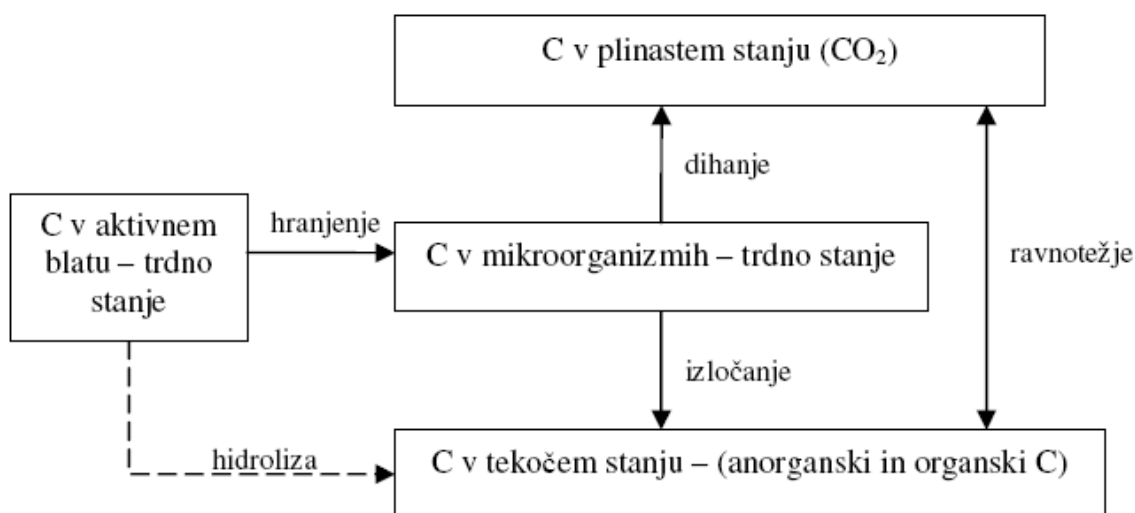 C v plinastem stanju (CO₂)
dihanje
C v aktivnem
blatu – trdno
stanje
hranjenje
C v mikroorganizmih – trdno stanje
ravnotežje
izločanje
hidroliza
C v tekočem stanju – (anorganski in organski C)